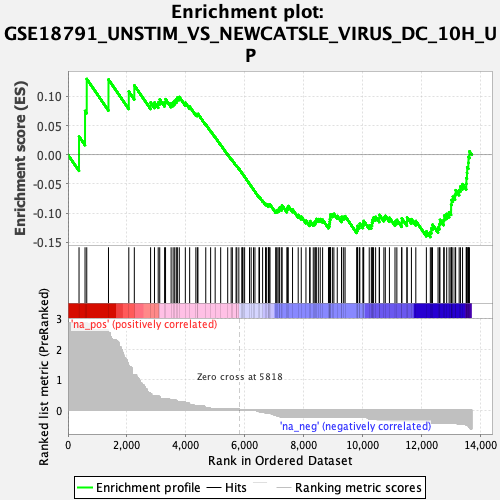 Enrichment plot:
GSE18791_UNSTIM_VS_NEWCATSLE_VIRUS_DC_10H_U
P
Enrichment score (ES)
0.10
0.05
0.00
-0.05
-0.10
-0.15
'na_pos' (positively correlated)
Ranked list metric (PreRanked)
3
2
1
0
Zero cross at 5818
'na_neg' (negatively correlated)
0
2,000
4,000
6,000
8,000
10,000
12,000
14,000
Rank in Ordered Dataset
Enrichment profile
Hits
Ranking metric scores